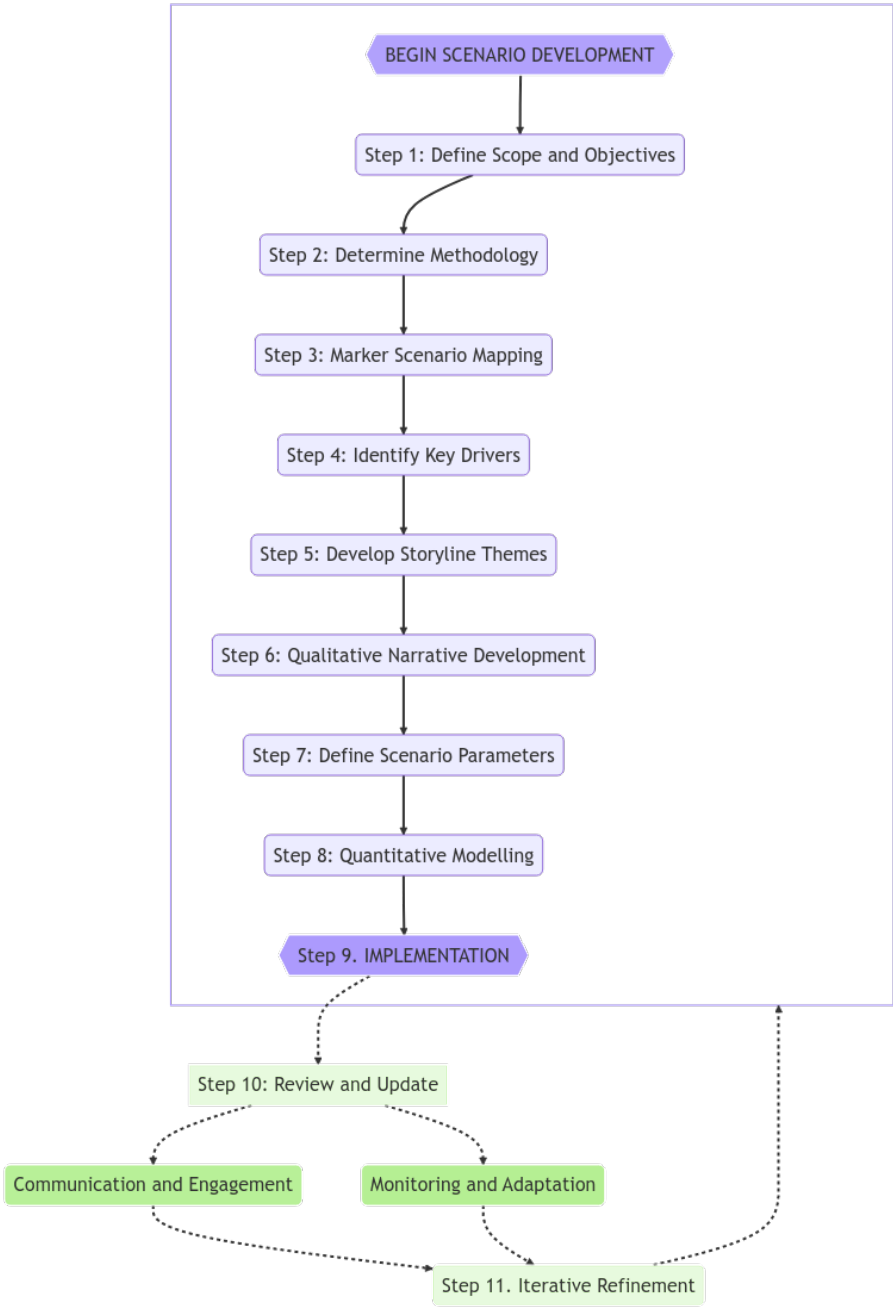 BEGIN SCENARIO DEVELOPMENT
Step 1: Define Scope and Objectives
Step 2: Determine Methodology
Step 3: Marker Scenario Mapping
Step 4: Identify Key Drivers
Step 5: Develop Storyline Themes
Step 6: Qualitative Narrative Development
Step 7: Define Scenario Parameters
Step 8: Quantitative Modelling
Step 9. IMPLEMENTATION
Step 10: Review and Update
Communication and Engagement
Monitoring and Adaptation
Step 11. Iterative Refinement